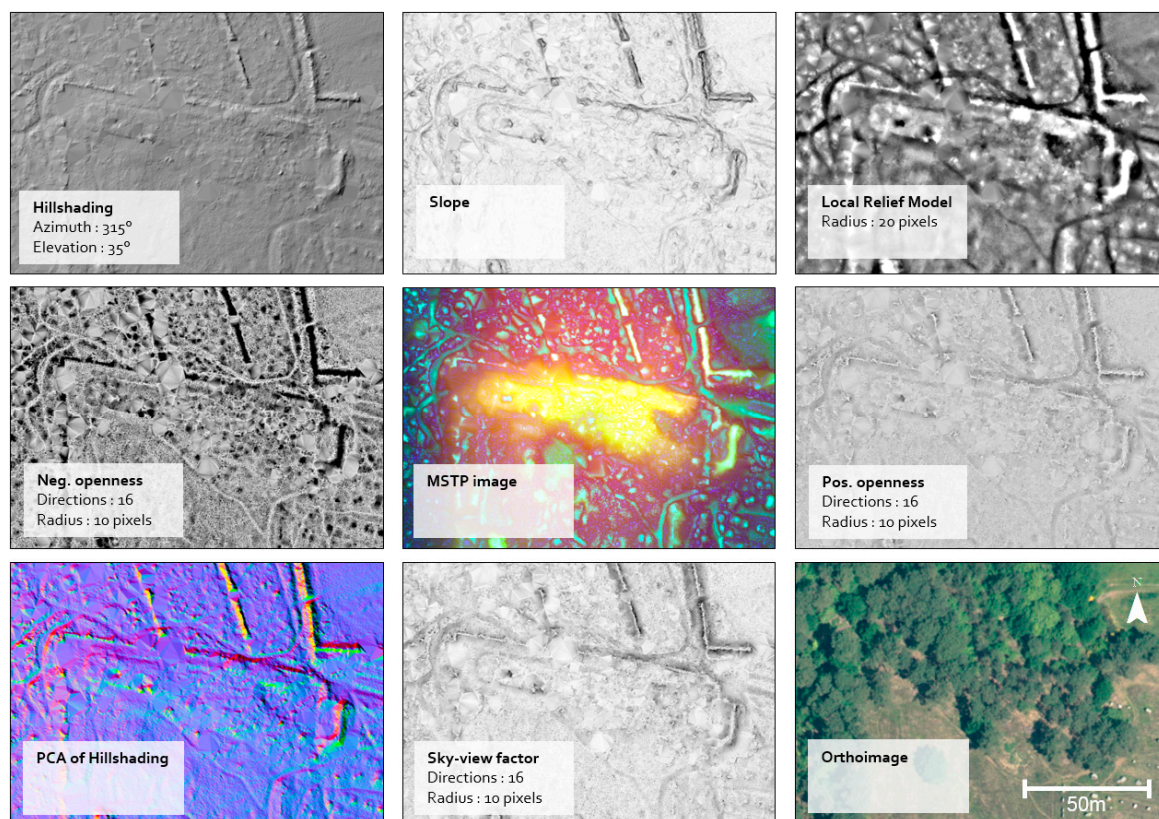 Hillshading
Azimuth : 315º
Elevation : 35º
Slope
Local Relief Model
Radius : 20 pixels
Neg. openness
Directions : 16
Radius : 10 pixels
MSTP image
Pos. openness
Directions : 16
Radius : 10 pixels
PCA of Hillshading
Sky-view factor
Directions : 16
Radius : 10 pixels
N
Orthoimage
50m